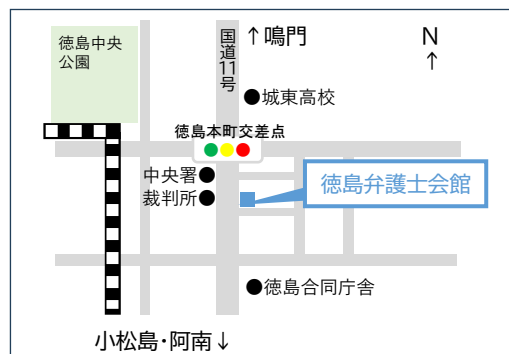 徳島中央
公園
国道11号
↑鳴門
N
↑
●城東高校
徳島本町交差点
中央署●
裁判所●
徳島弁護士会館
●徳島合同庁舎
小松島・阿南↓